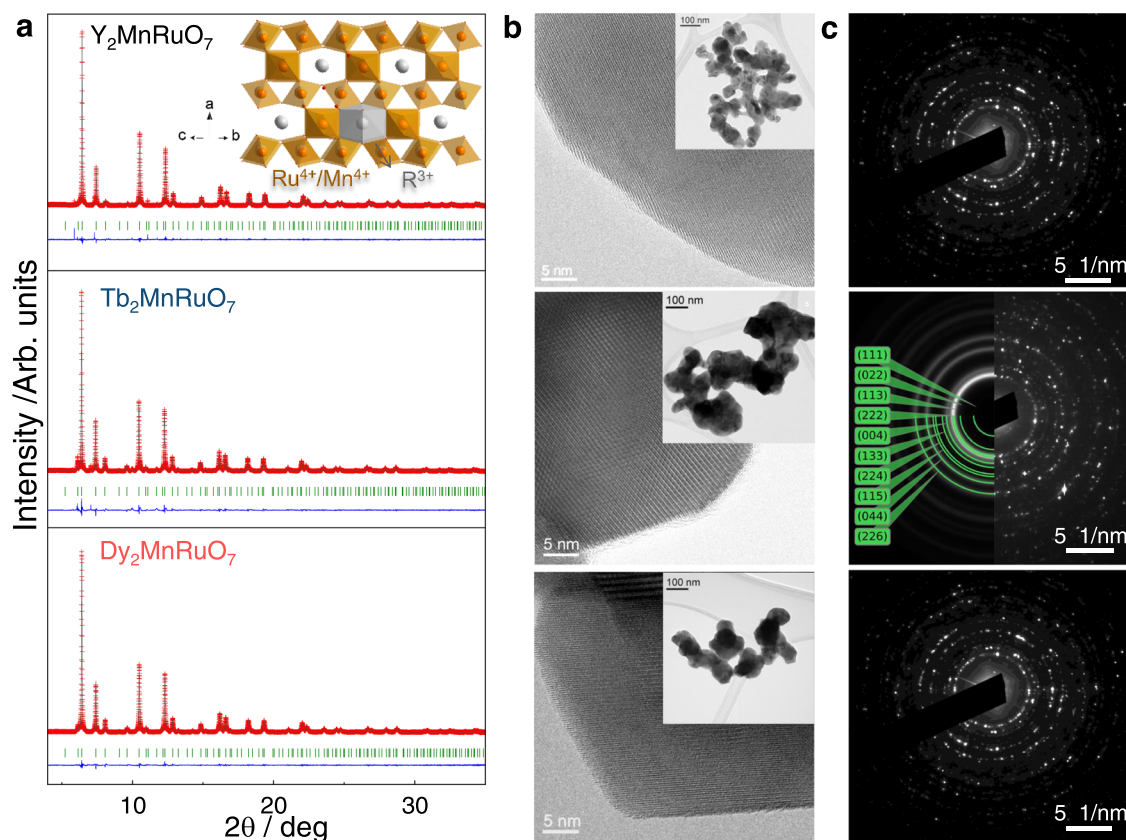 a
Y₂MnRuO₇
a
c
b
Ru⁴⁺/Mn⁴⁺
R³⁺
Tb₂MnRuO₇
Dy₂MnRuO₇
Intensity /Arb. units
10
20
30
2θ / deg
b
100 nm
5 nm
100 nm
5 nm
100 nm
5 nm
c
5 1/nm
(111)
(022)
(113)
(222)
(004)
(133)
(224)
(115)
(044)
(226)
5 1/nm
5 1/nm